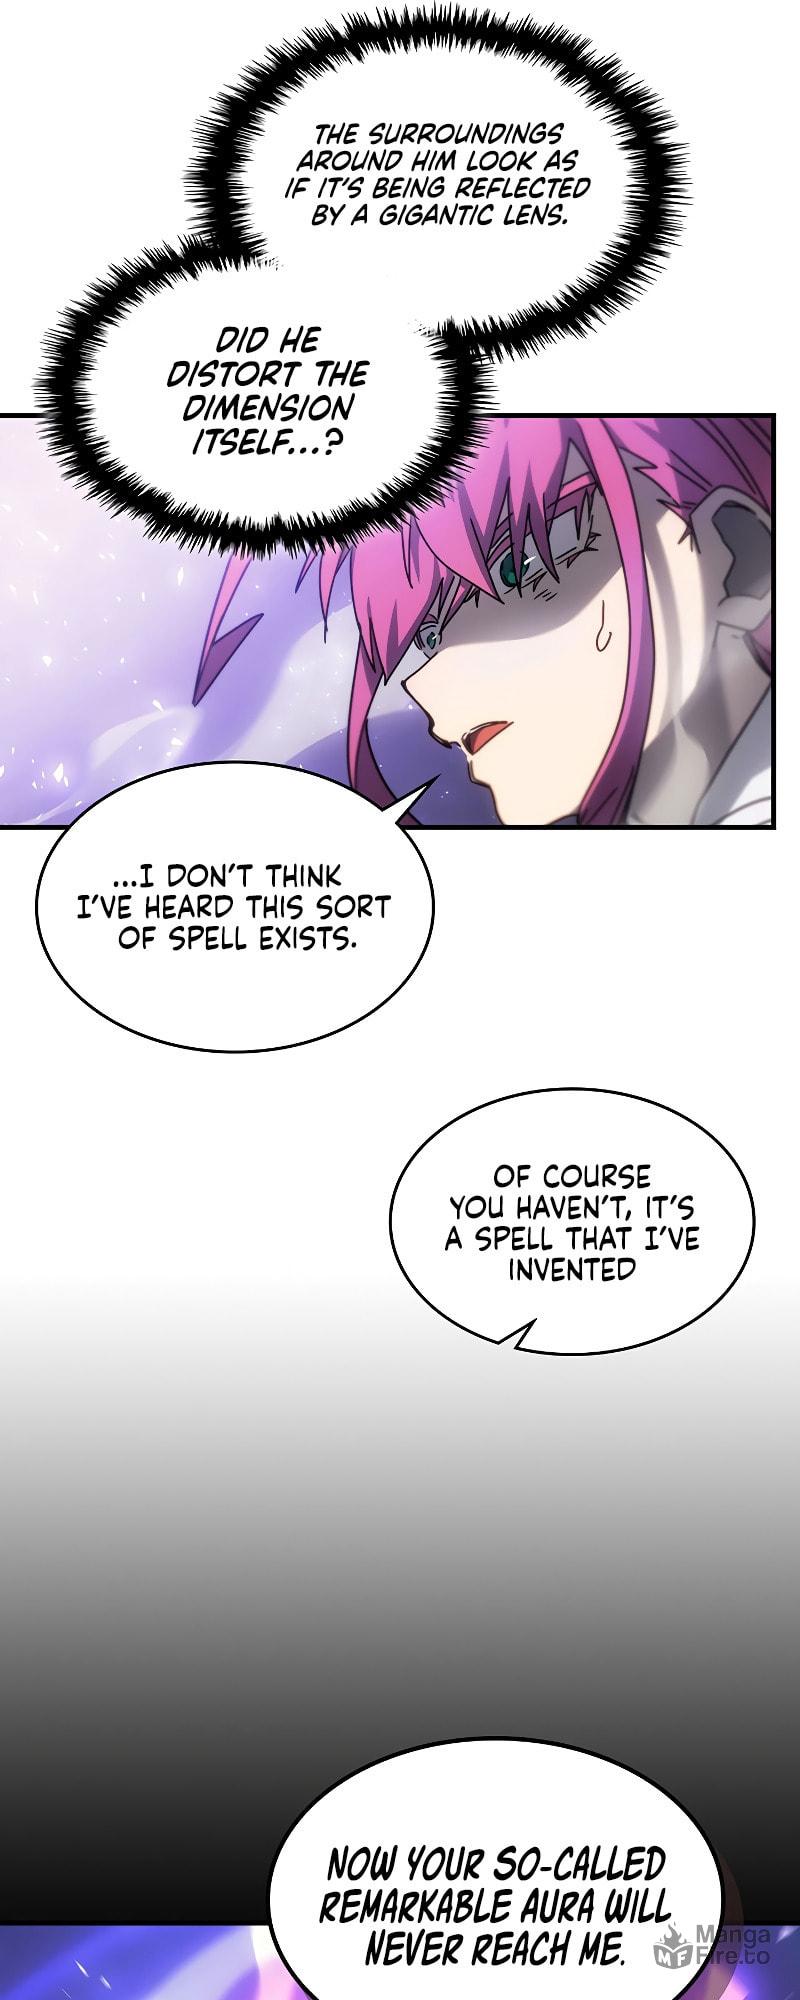 THE SURROUNDINGS
AROUND HIM LOOK AS
IF IT'S BEING REFLECTED
BY A GIGANTIC LENS.
DID HE
DISTORT THE
DIMENSION
ITSELF...?
...I DON'T THINK
I'VE HEARD THIS SORT
OF SPELL EXISTS.
OF COURSE
YOU HAVEN'T, IT'S
A SPELL THAT I'VE
INVENTED
NOW YOUR SO-CALLED
REMARKABLE AURA WILL
NEVER REACH ME.
Manga
MF Fire.to